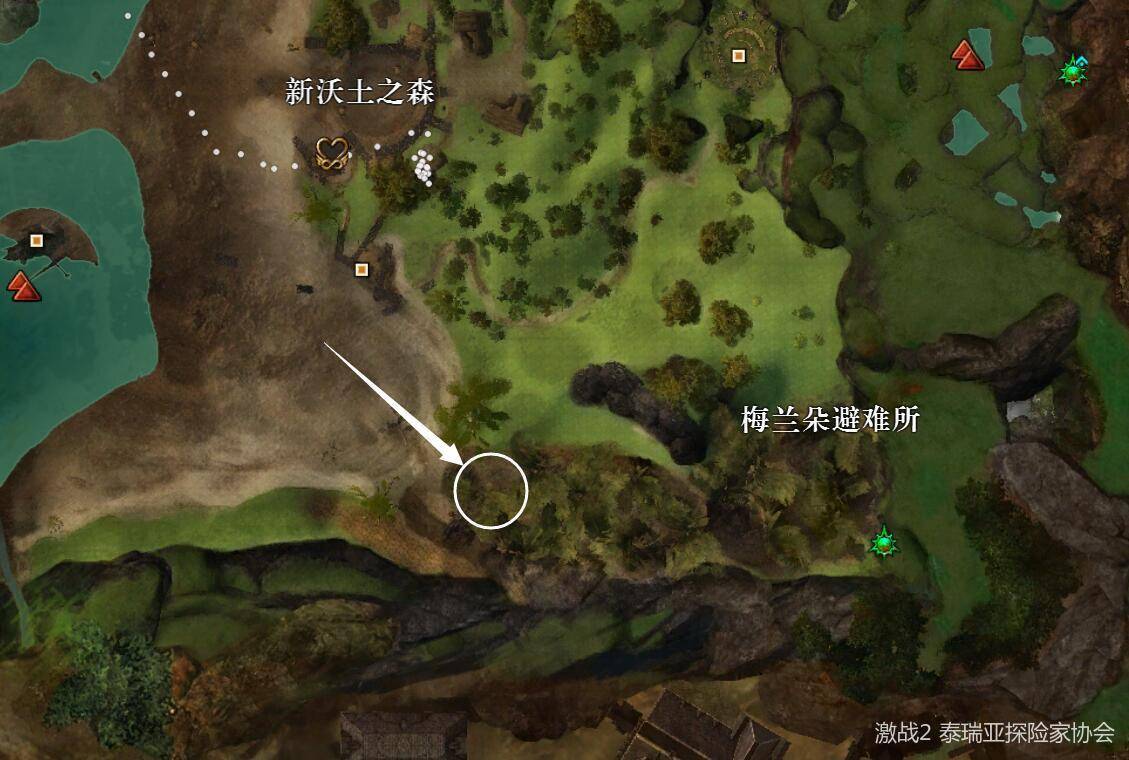 新沃土之森
梅兰朵避难所
激战2 泰瑞亚探险家协会